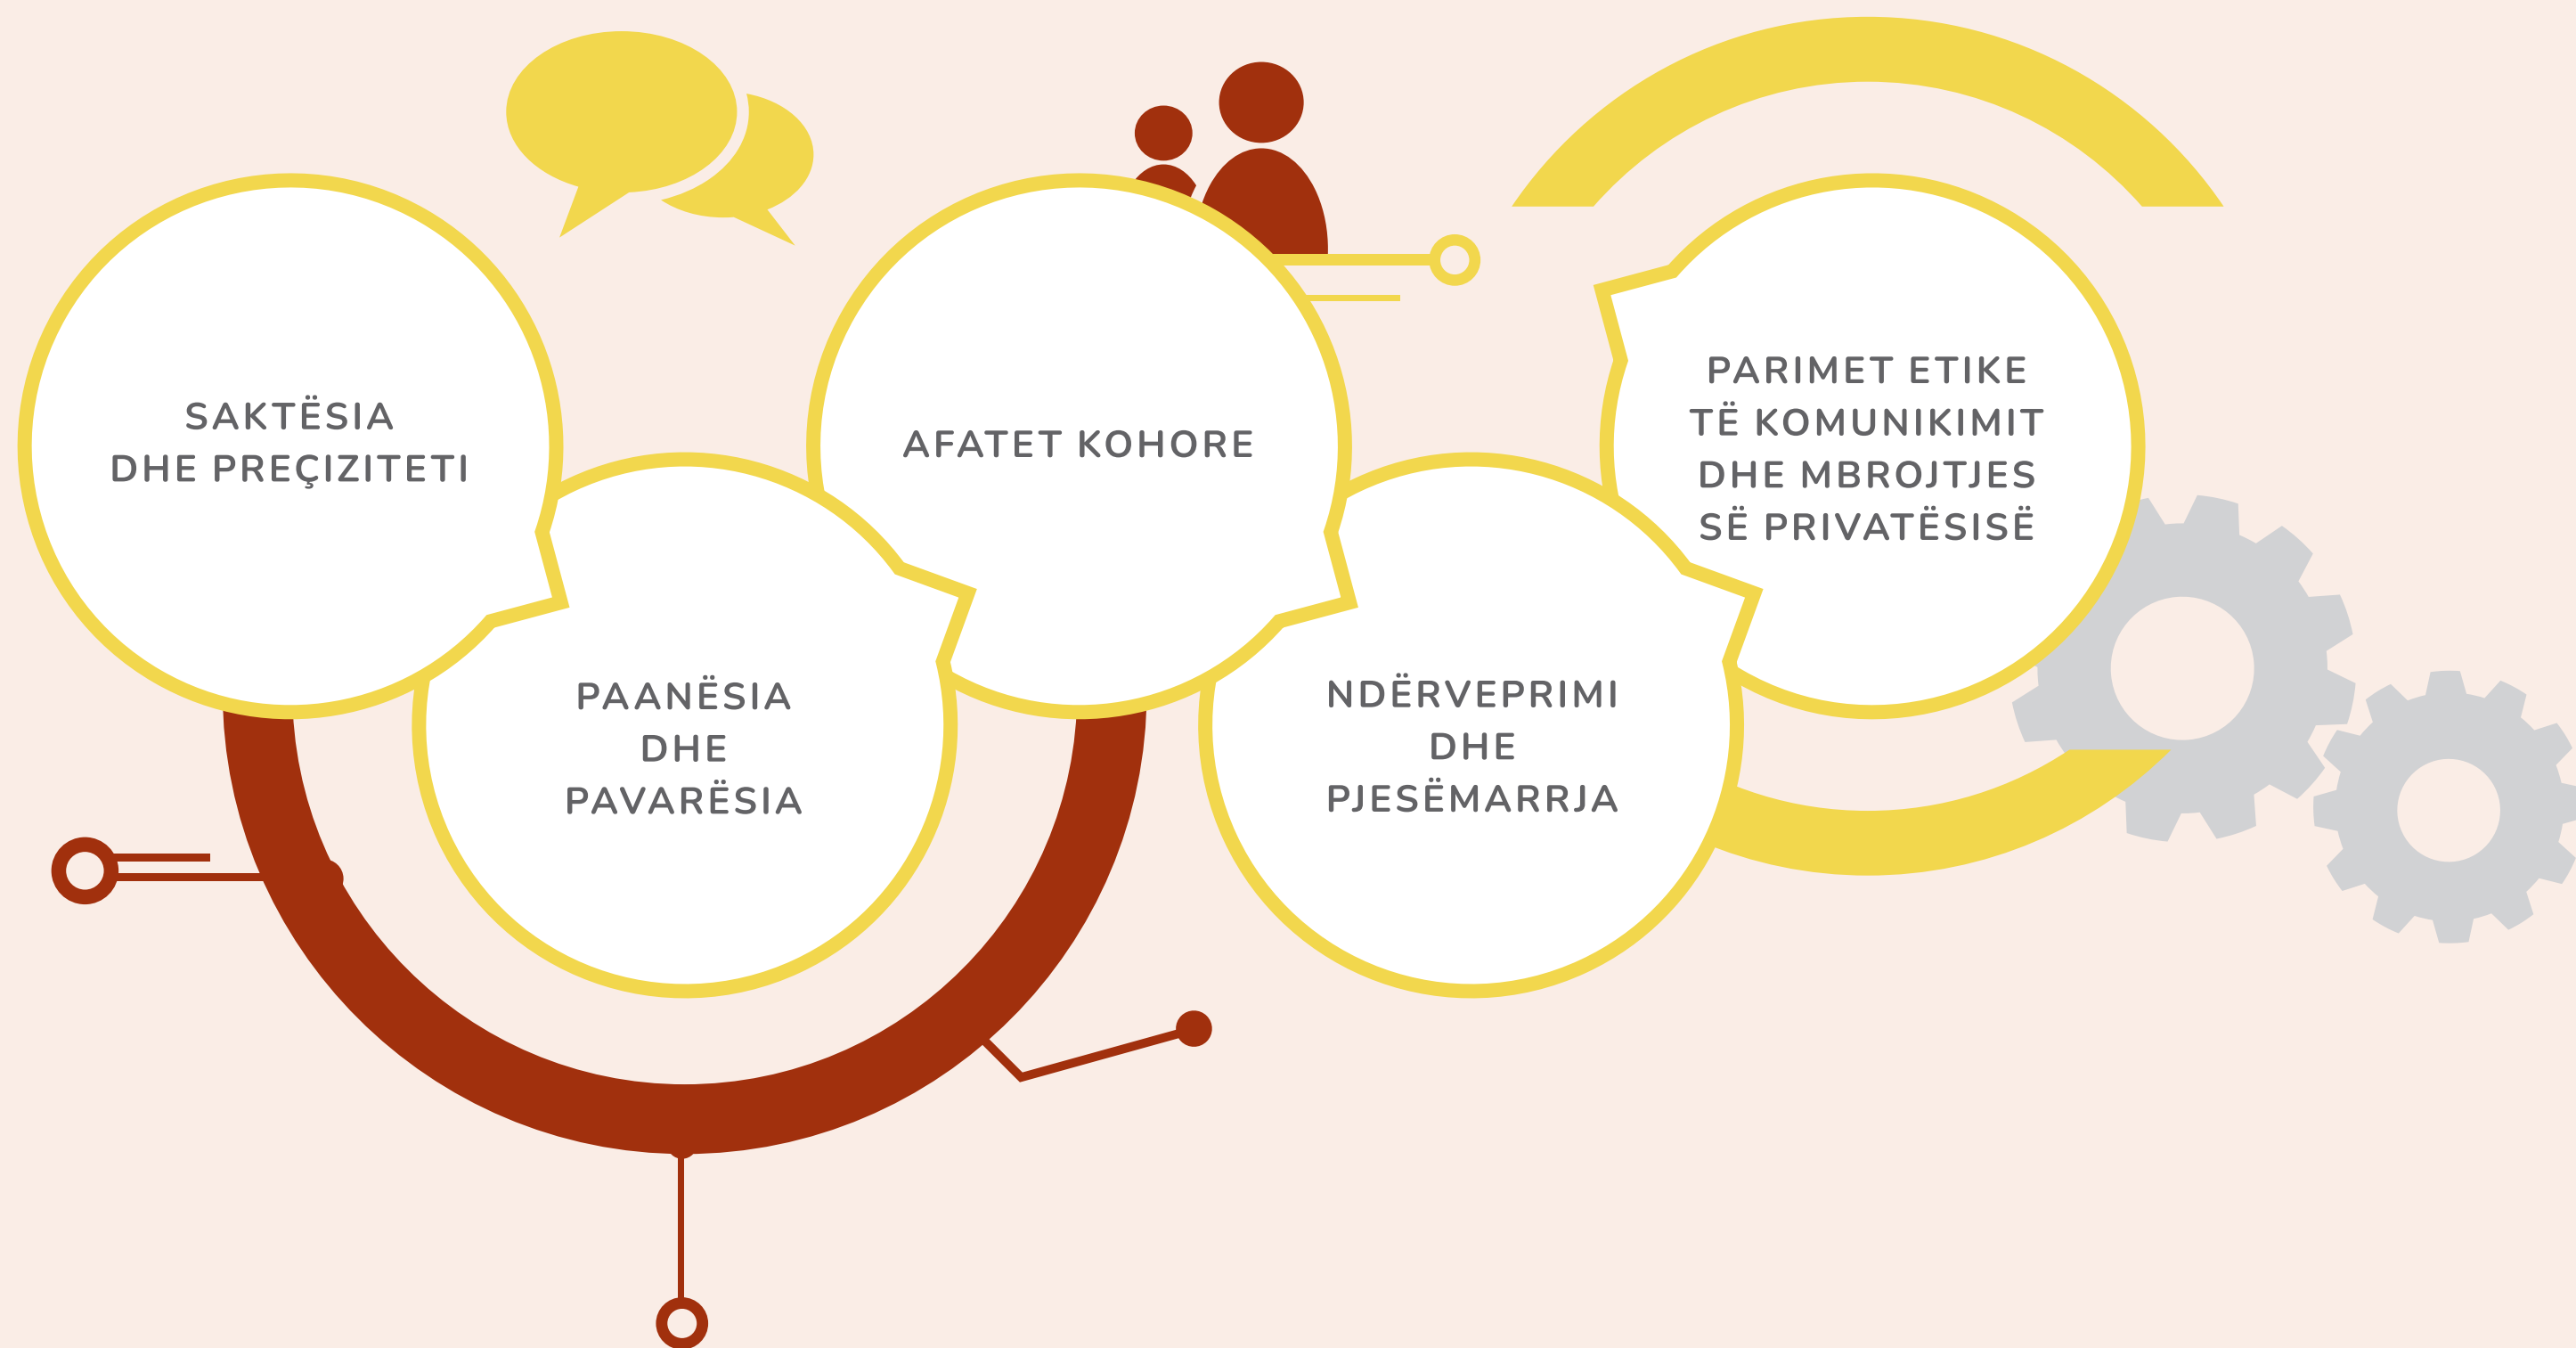 SAKTËSIA
DHE PREÇIZITETI
PAANËSIA
DHE
PAVARËSIA
AFATET KOHORE
NDËRVEPRIMI
DHE
PJESËMARRJA
PARIMET ETIKE
TË KOMUNIKIMIT
DHE MBROJTJES
SË PRIVATËSISË